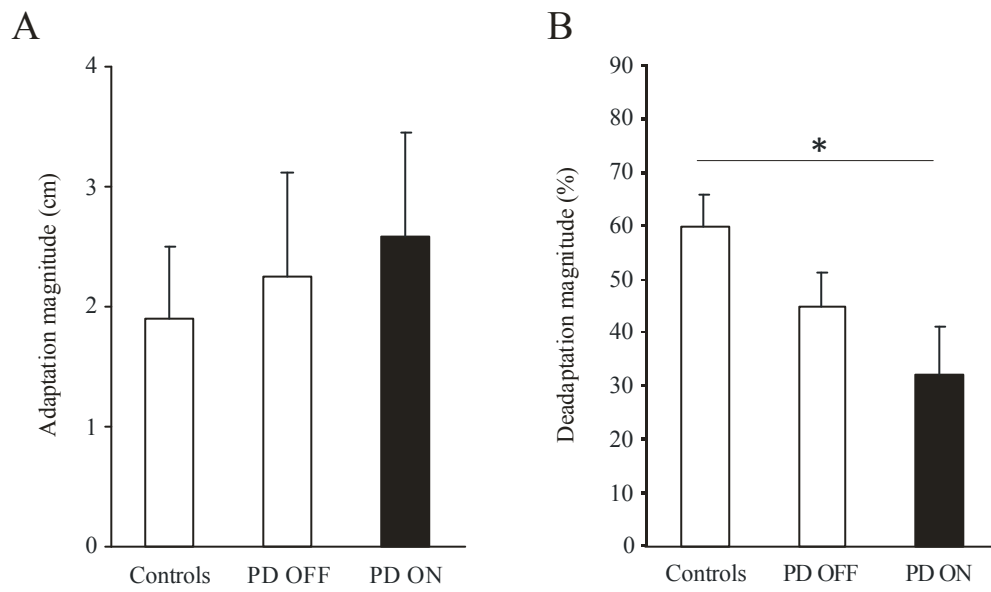 A
Adaptation magnitude (cm)
4
3
2
1
0
Controls PD OFF PD ON
B
Deadaptation magnitude (%)
90
80
70
60
50
40
30
20
10
0
*
Controls PD OFF PD ON